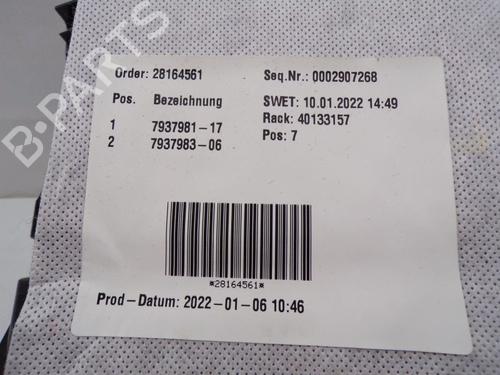 Order: 28164561 Seq.Nr.: 0002907268
Pos. Bezeichnung SWET: 10.01.2022 14:49
1 7937981-17 Rack: 40133157
2 7937983-06 Pos: 7
*28164561*
Prod-Datum: 2022-01-06 10:46
B-PARTS